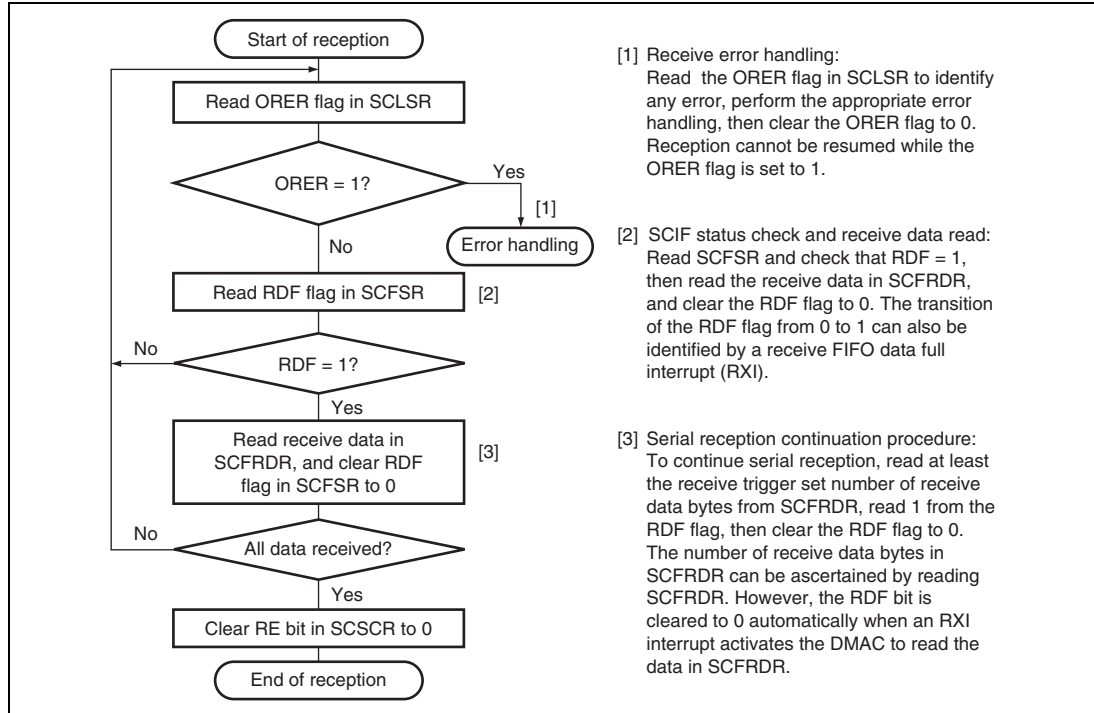 Start of reception
Read ORER flag in SCLSR
ORER = 1?
Yes
[1]
Error handling
No
Read RDF flag in SCFSR
[2]
No
RDF = 1?
Yes
Read receive data in
SCFRDR, and clear RDF
flag in SCFSR to 0
[3]
No
All data received?
Yes
Clear RE bit in SCSCR to 0
End of reception
[1] Receive error handling:
Read the ORER flag in SCLSR to identify
any error, perform the appropriate error
handling, then clear the ORER flag to 0.
Reception cannot be resumed while the
ORER flag is set to 1.
[2] SCIF status check and receive data read:
Read SCFSR and check that RDF = 1,
then read the receive data in SCFRDR,
and clear the RDF flag to 0. The transition
of the RDF flag from 0 to 1 can also be
identified by a receive FIFO data full
interrupt (RXI).
[3] Serial reception continuation procedure:
To continue serial reception, read at least
the receive trigger set number of receive
data bytes from SCFRDR, read 1 from the
RDF flag, then clear the RDF flag to 0.
The number of receive data bytes in
SCFRDR can be ascertained by reading
SCFRDR. However, the RDF bit is
cleared to 0 automatically when an RXI
interrupt activates the DMAC to read the
data in SCFRDR.